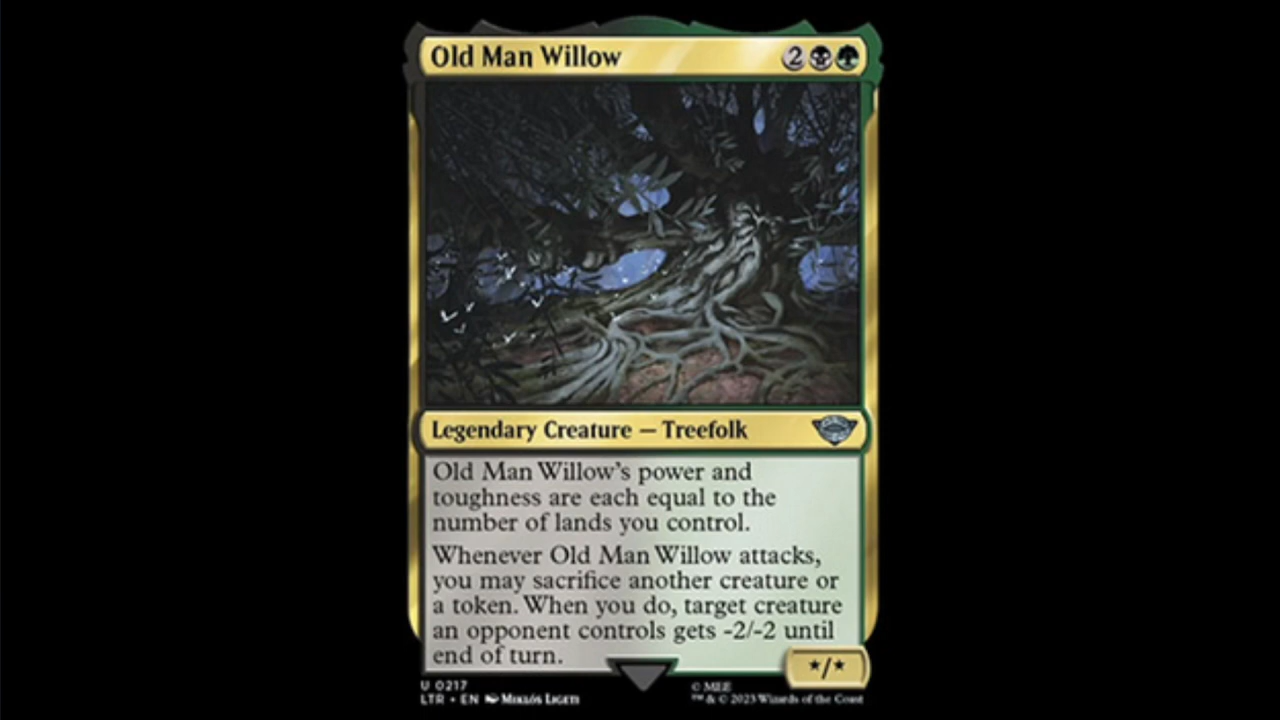 Old Man Willow 2
Legendary Creature — Treefolk
Old Man Willow's power and
toughness are each equal to the
number of lands you control.
Whenever Old Man Willow attacks,
you may sacrifice another creature or
a token. When you do, target creature
an opponent controls gets -2/-2 until
end of turn.
*/*
U 0217
LTR • EN Miklós Ligeti
© MEE
™ & © 2023 Wizards of the Coast